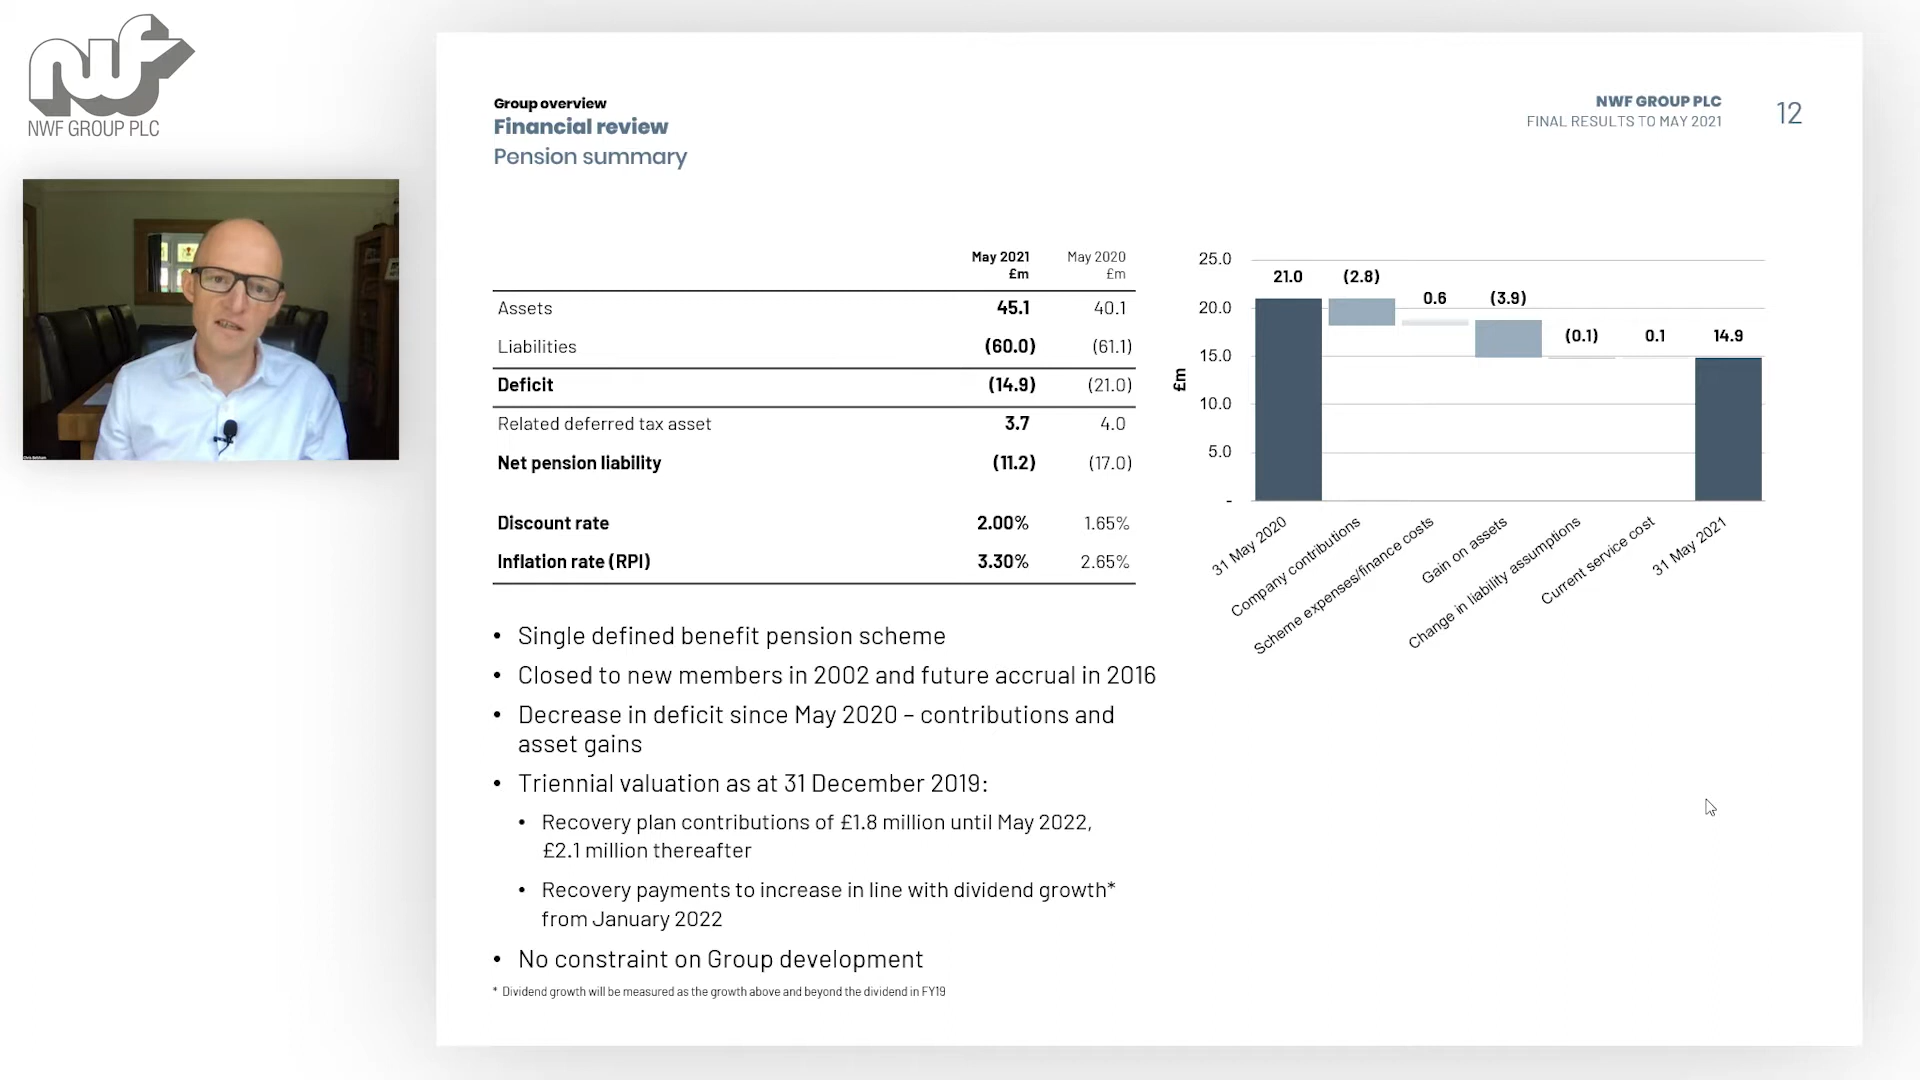 nwf
NWF GROUP PLC
Group overview
Financial review
Pension summary
NWF GROUP PLC
FINAL RESULTS TO MAY 2021
12
May 2021 May 2020
£m £m
Assets 45.1 40.1
Liabilities (60.0) (61.1)
Deficit (14.9) (21.0)
Related deferred tax asset 3.7 4.0
Net pension liability (11.2) (17.0)
Discount rate 2.00% 1.65%
Inflation rate (RPI) 3.30% 2.65%
• Single defined benefit pension scheme
• Closed to new members in 2002 and future accrual in 2016
• Decrease in deficit since May 2020 – contributions and
asset gains
• Triennial valuation as at 31 December 2019:
• Recovery plan contributions of £1.8 million until May 2022,
£2.1 million thereafter
• Recovery payments to increase in line with dividend growth*
from January 2022
• No constraint on Group development
* Dividend growth will be measured as the growth above and beyond the dividend in FY19
£m
25.0
20.0
15.0
10.0
5.0
-
21.0
(2.8)
0.6
(3.9)
(0.1)
0.1
14.9
31 May 2020
Company contributions
Scheme expenses/finance costs
Gain on assets
Change in liability assumptions
Current service cost
31 May 2021